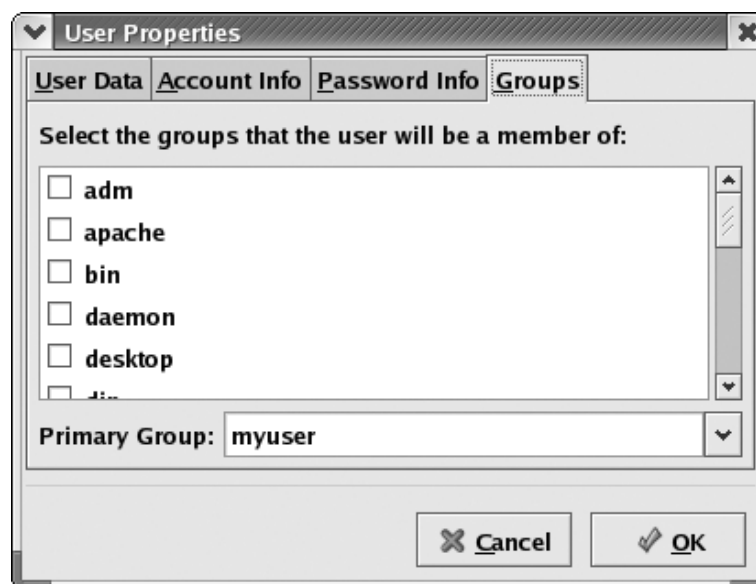 User Properties
User Data Account Info Password Info Groups
Select the groups that the user will be a member of:
adm
apache
bin
daemon
desktop
Primary Group: myuser
Cancel OK